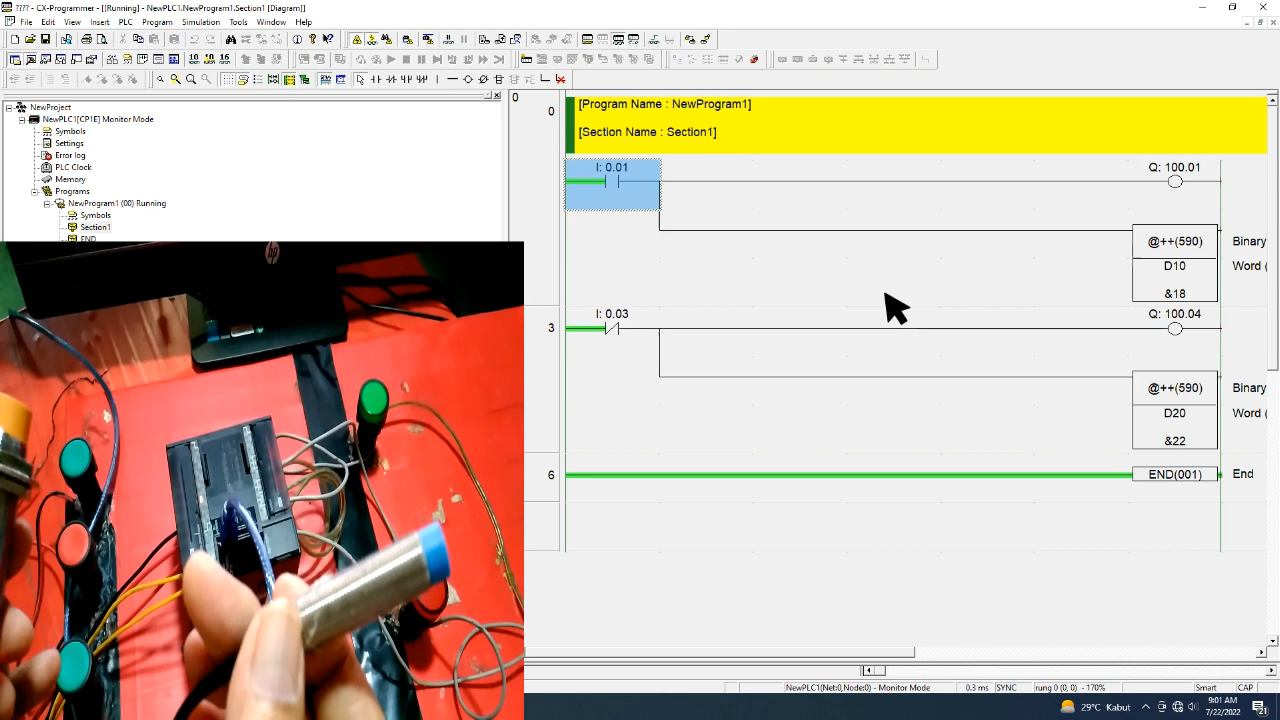 ???? - CX-Programmer - [[Running] - NewPLC1.NewProgram1.Section1 [Diagram]]
File Edit View Insert PLC Program Simulation Tools Window Help
NewProject
NewPLC1[CP1E] Monitor Mode
Symbols
Settings
Error log
PLC Clock
Memory
Programs
NewProgram1 (00) Running
Symbols
Section1
END
0
0
[Program Name : NewProgram1]
[Section Name : Section1]
I: 0.01
Q: 100.01
@++(590)
Binary
D10
Word (
&18
3
I: 0.03
Q: 100.04
@++(590)
Binary
D20
Word (
&22
6
END(001)
End
hp
NewPLC1(Net:0,Node:0) - Monitor Mode
0.3 ms
SYNC
rung 0 (0, 0) - 170%
Smart
CAP
29°C Kabut
9:01 AM
7/22/2022